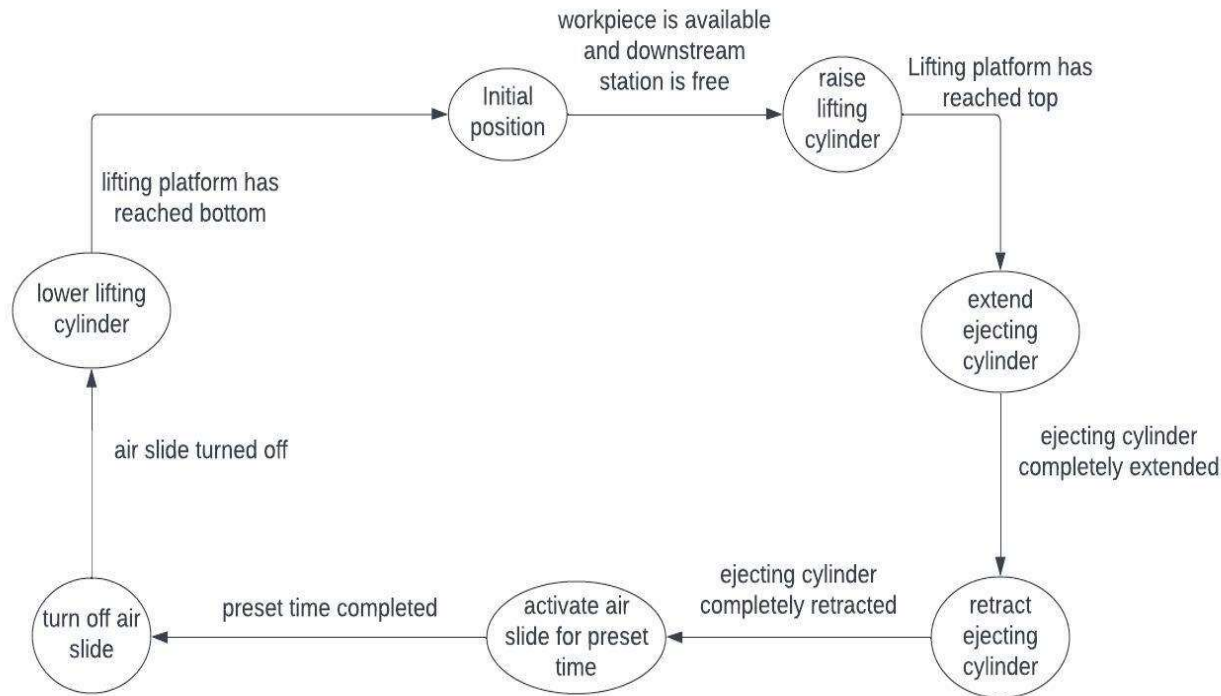 workpiece is available
and downstream
station is free
Initial
position
raise
lifting
cylinder
Lifting platform has
reached top
extend
ejecting
cylinder
ejecting cylinder
completely extended
retract
ejecting
cylinder
ejecting cylinder
completely retracted
activate air
slide for preset
time
preset time completed
turn off air
slide
air slide turned off
lower lifting
cylinder
lifting platform has
reached bottom